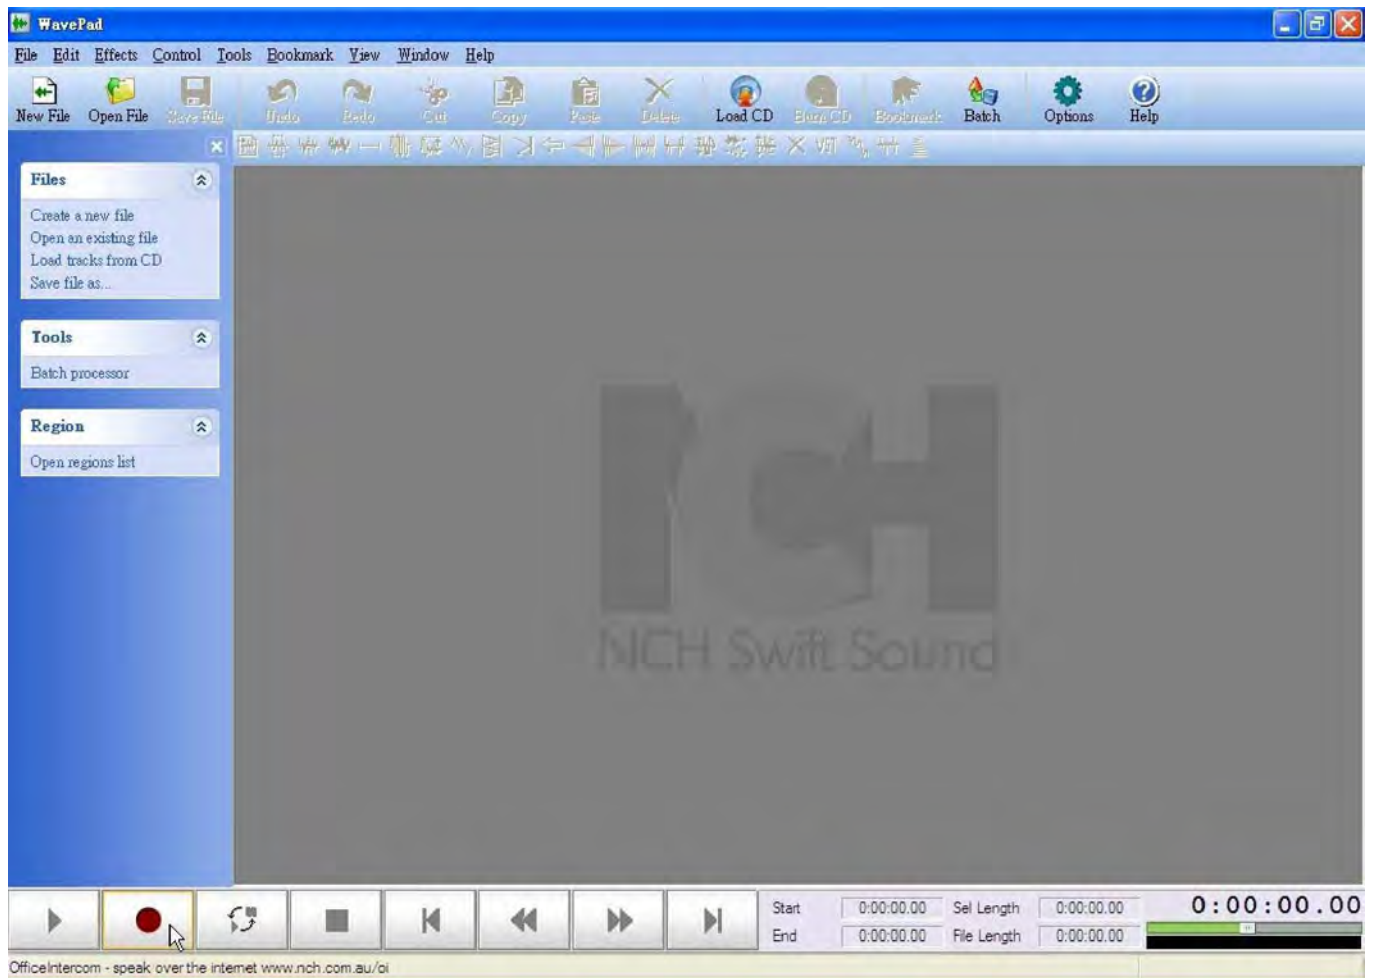 WavePad
File Edit Effects Control Tools Bookmark View Window Help
New File Open File Save File Undo Redo Cut Copy Paste Delete Load CD Burn CD Bookmark Batch Options Help
VST
Files
Create a new file
Open an existing file
Load tracks from CD
Save file as...
Tools
Batch processor
Region
Open regions list
NCH
NCH Swift Sound
Start 0:00:00.00 Sel Length 0:00:00.00 0:00:00.00
End 0:00:00.00 File Length 0:00:00.00
OfficeIntercom - speak over the internet www.nch.com.au/oi